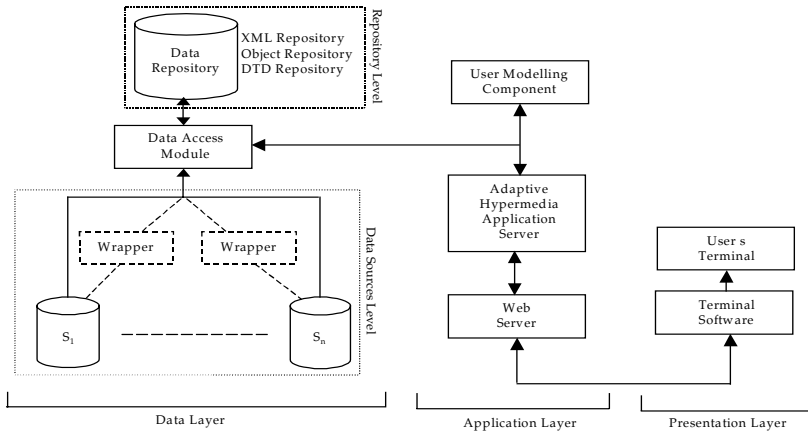 Data
Repository
XML Repository
Object Repository
DTD Repository
Repository Level
Data Access
Module
Wrapper
Wrapper
S1
Sn
Data Sources Level
Data Layer
User Modelling
Component
Adaptive
Hypermedia
Application
Server
Web
Server
Application Layer
User s
Terminal
Terminal
Software
Presentation Layer